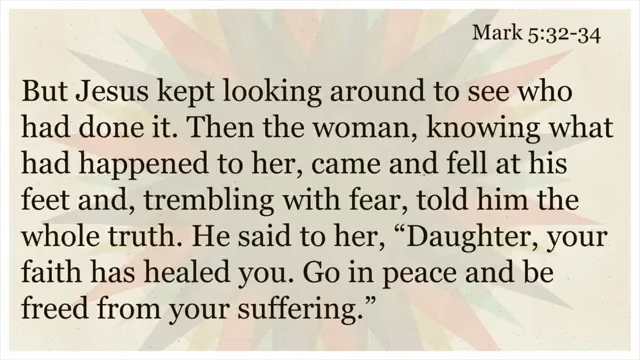 Mark 5:32-34
But Jesus kept looking around to see who
had done it. Then the woman, knowing what
had happened to her, came and fell at his
feet and, trembling with fear, told him the
whole truth. He said to her, “Daughter, your
faith has healed you. Go in peace and be
freed from your suffering.”